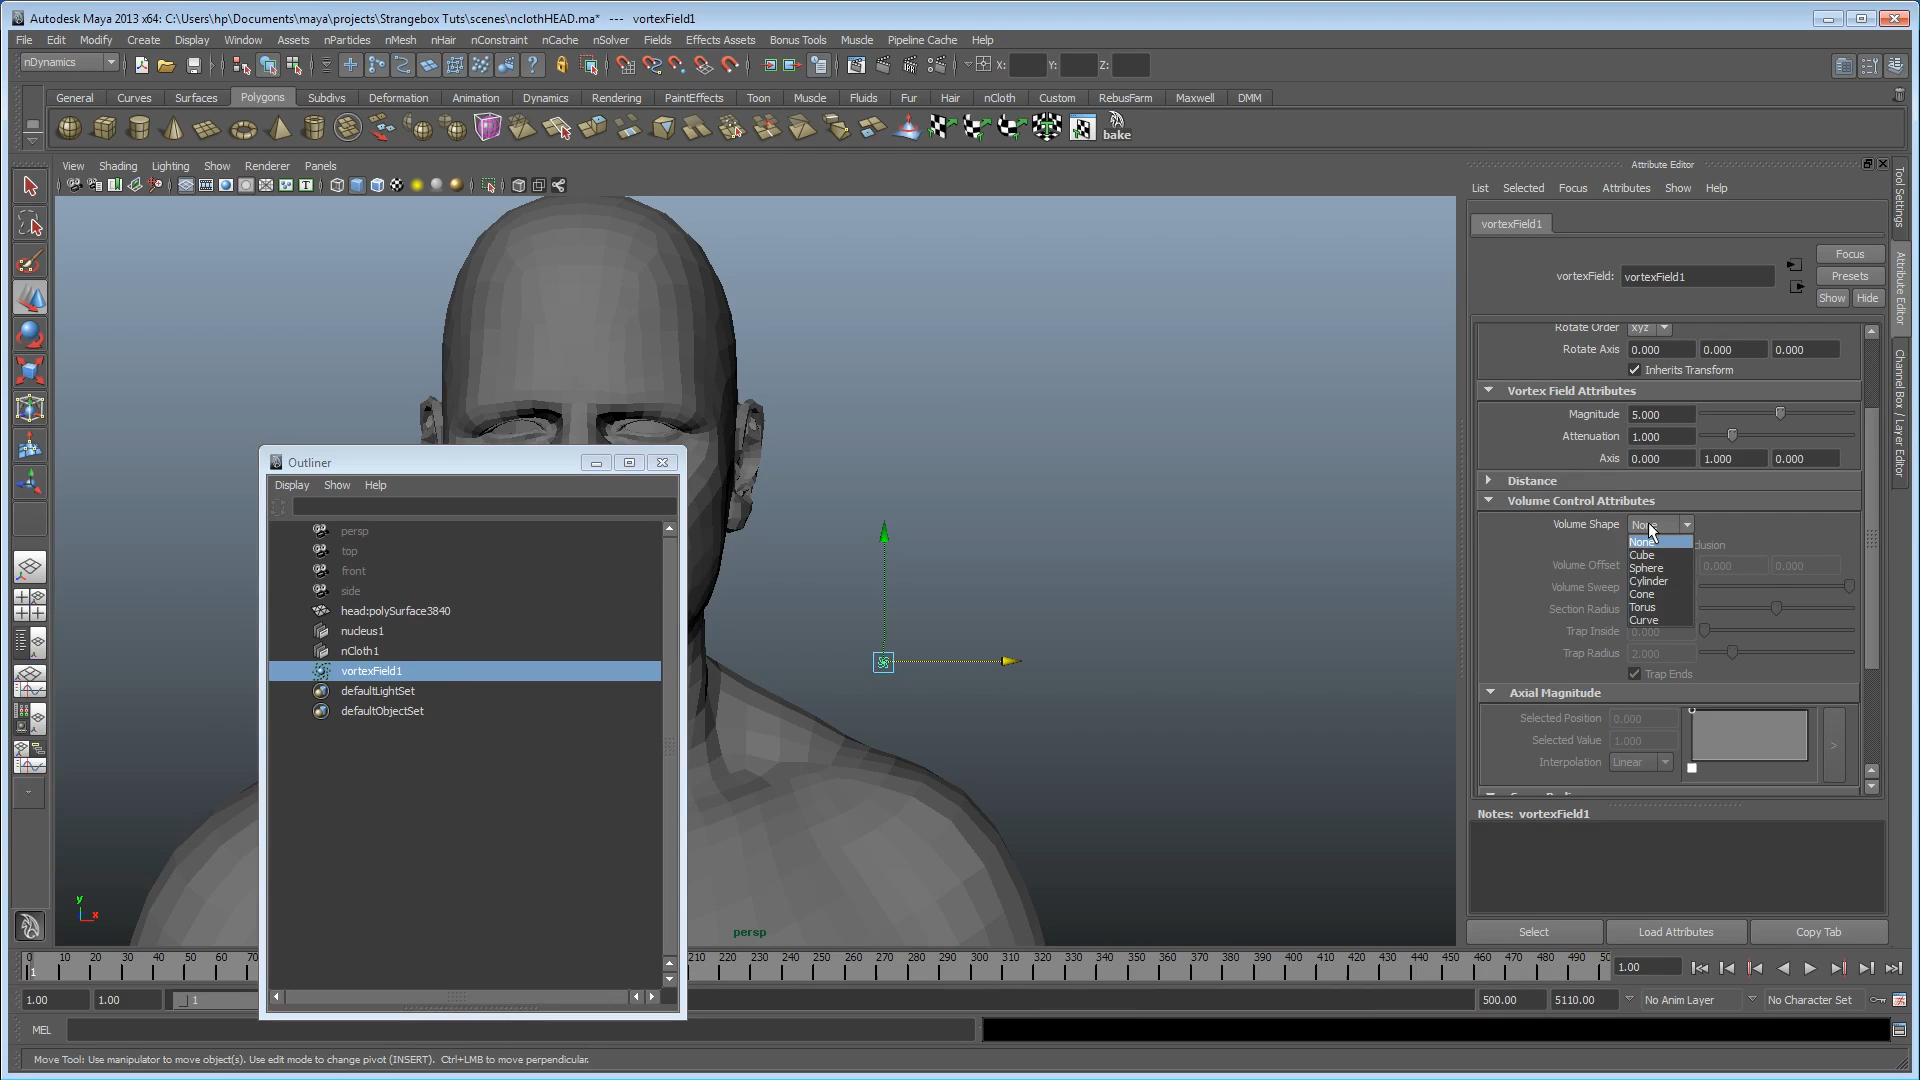 Autodesk Maya 2013 x64: C:\Users\hp\Documents\maya\projects\Strangebox Tuts\scenes\nclothHEAD.ma* --- vortexField1
File Edit Modify Create Display Window Assets nParticles nMesh nHair nConstraint nCache nSolver Fields Effects Assets Bonus Tools Muscle Pipeline Cache Help
nDynamics X: Y: Z:
General Curves Surfaces Polygons Subdivs Deformation Animation Dynamics Rendering PaintEffects Toon Muscle Fluids Fur Hair nCloth Custom RebusFarm Maxwell DMM
bake
View Shading Lighting Show Renderer Panels
Attribute Editor
List Selected Focus Attributes Show Help
vortexField1
Focus
vortexField: vortexField1
Presets
Show Hide
Rotate Order xyz
Rotate Axis 0.000 0.000 0.000
Inherits Transform
Vortex Field Attributes
Magnitude 5.000
Attenuation 1.000
Axis 0.000 1.000 0.000
Distance
Volume Control Attributes
Volume Shape None
None
Cube
Sphere
Cylinder
Cone
Torus
Curve
lusion
Volume Offset 0.000 0.000
Volume Sweep
Section Radius
Trap Inside 0.000
Trap Radius 2.000
Trap Ends
Axial Magnitude
Selected Position 0.000
Selected Value 1.000
Interpolation Linear
>
Notes: vortexField1
Select Load Attributes Copy Tab
Tool Settings
Attribute Editor
Channel Box / Layer Editor
Outliner
Display Show Help
persp
top
front
side
head:polySurface3840
nucleus1
nCloth1
vortexField1
defaultLightSet
defaultObjectSet
y
x
persp
0 10 20 30 40 50 60 70 210 220 230 240 250 260 270 280 290 300 310 320 330 340 350 360 370 380 390 400 410 420 430 440 450 460 470 480 490 50
1 1.00
1.00 1.00 1 500.00 5110.00 No Anim Layer No Character Set
MEL
Move Tool: Use manipulator to move object(s). Use edit mode to change pivot (INSERT). Ctrl+LMB to move perpendicular.